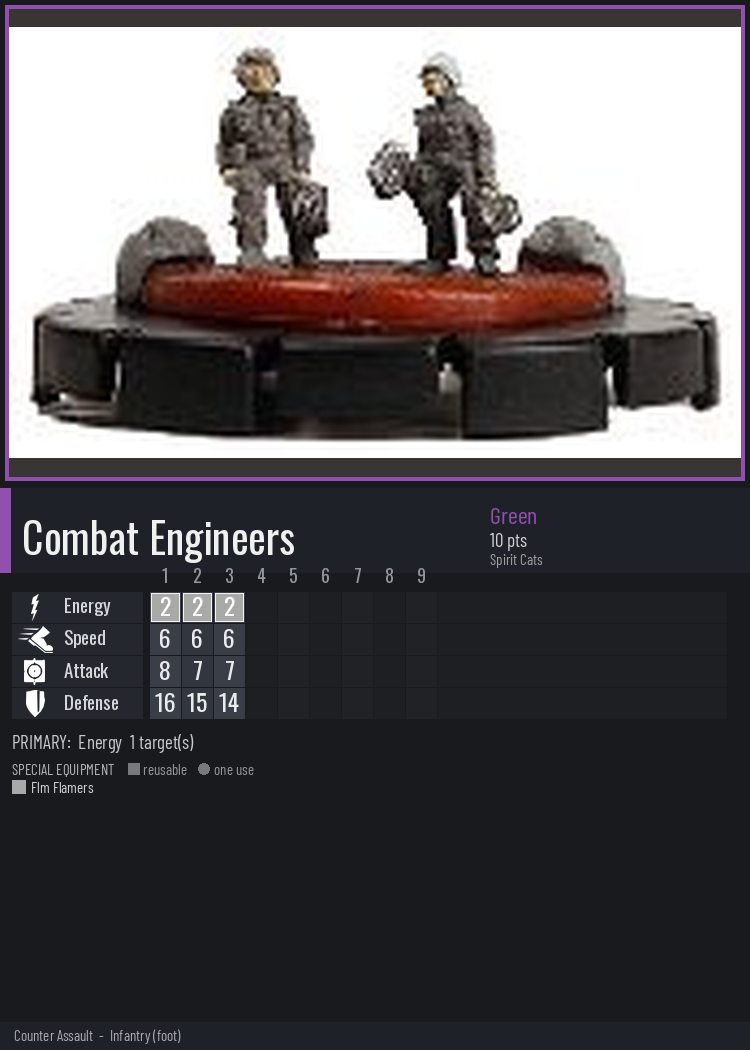 Combat Engineers
Green
10 pts
Spirit Cats
1 2 3 4 5 6 7 8 9
Energy 2 2 2
Speed 6 6 6
Attack 8 7 7
Defense 16 15 14
PRIMARY: Energy 1 target(s)
SPECIAL EQUIPMENT reusable one use
Flm Flamers
Counter Assault - Infantry (foot)